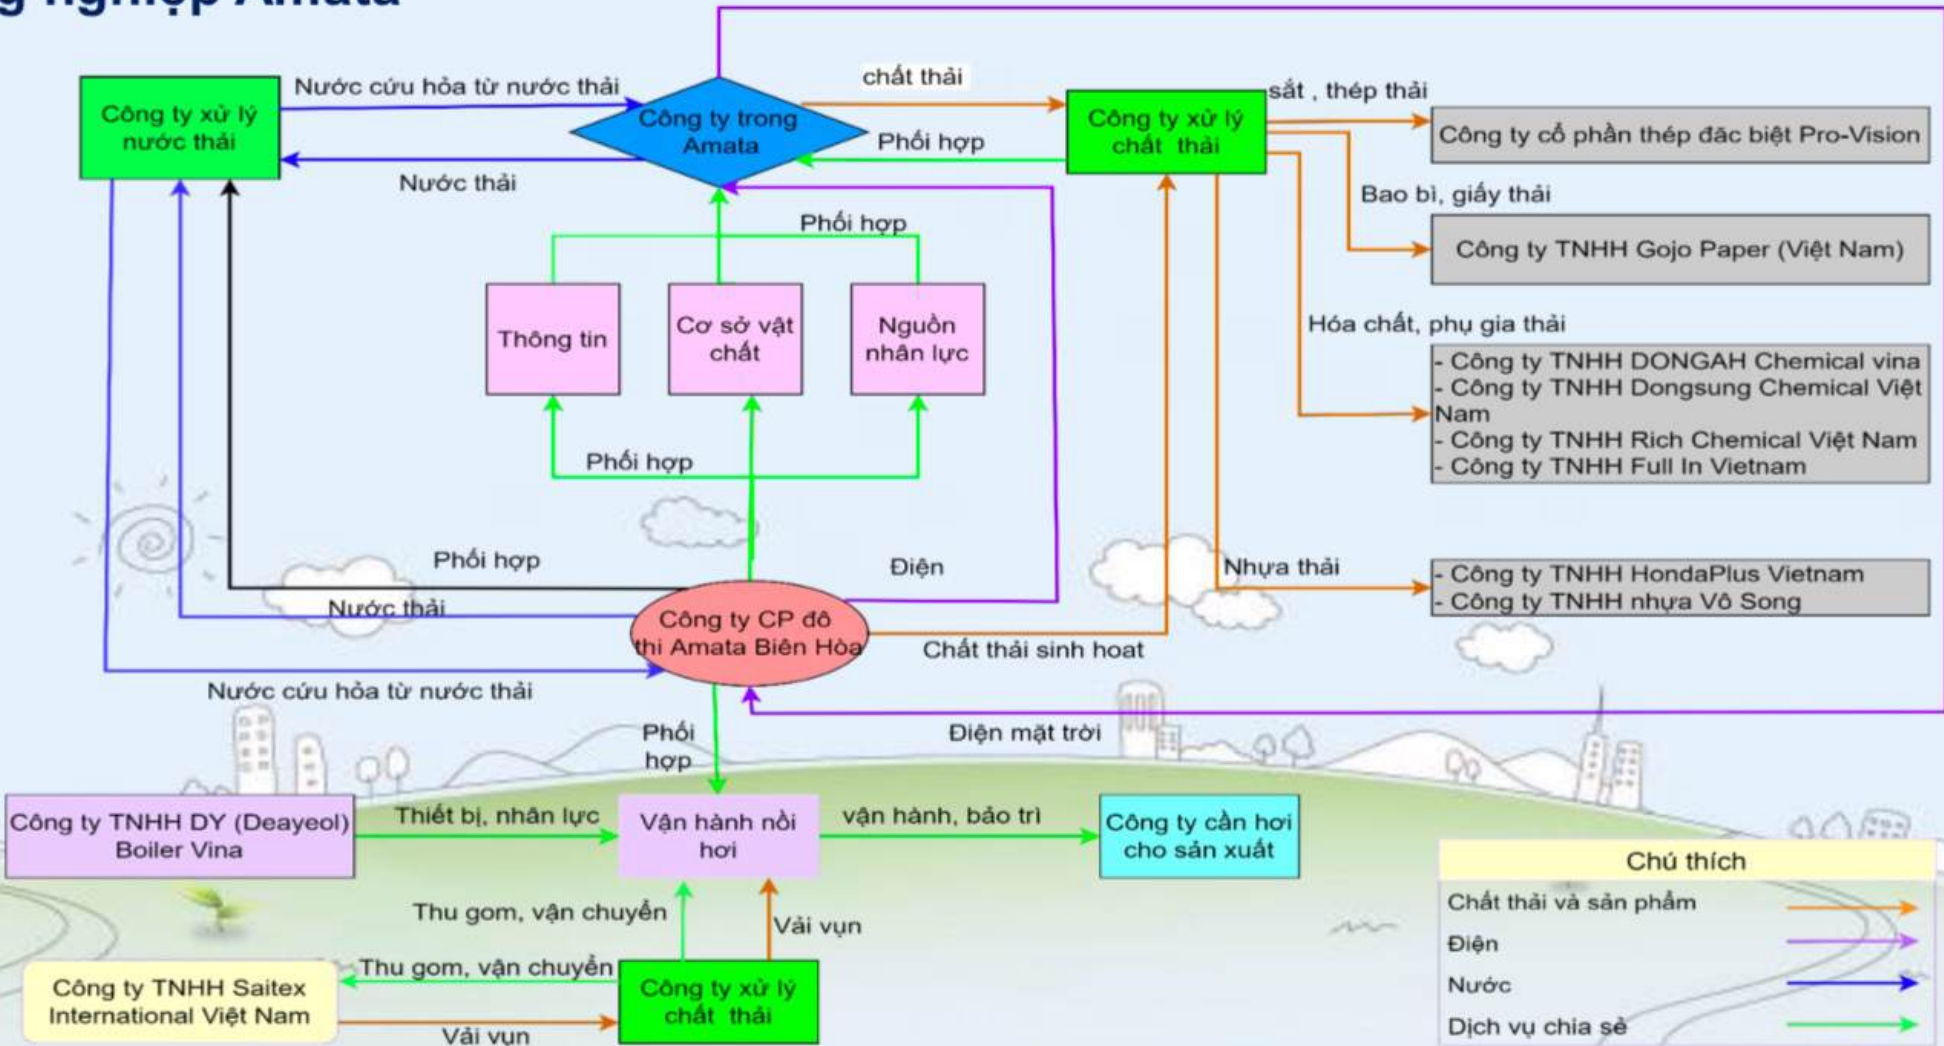 nghiệp Amata
Công ty xử lý
nước thải
Nước cứu hỏa từ nước thải
Nước thải
Công ty trong
Amata
chất thải
Phối hợp
Công ty xử lý
chất thải
sắt , thép thải
Công ty cổ phần thép đăc biệt Pro-Vision
Bao bì, giấy thải
Công ty TNHH Gojo Paper (Việt Nam)
Hóa chất, phụ gia thải
- Công ty TNHH DONGAH Chemical vina
- Công ty TNHH Dongsung Chemical Việt
Nam
- Công ty TNHH Rich Chemical Việt Nam
- Công ty TNHH Full In Vietnam
Nhựa thải
- Công ty TNHH HondaPlus Vietnam
- Công ty TNHH nhựa Vô Song
Phối hợp
Thông tin
Cơ sở vật
chất
Nguồn
nhân lực
Phối hợp
Phối hợp
Nước thải
Nước cứu hỏa từ nước thải
Công ty CP đô
thi Amata Biên Hòa
Điện
Chất thải sinh hoat
Điện mặt trời
Phối
hợp
Công ty TNHH DY (Deayeol)
Boiler Vina
Thiết bị, nhân lực
Vận hành nồi
hơi
vận hành, bảo trì
Công ty cần hơi
cho sản xuất
Thu gom, vận chuyển
Vải vụn
Công ty TNHH Saitex
International Việt Nam
Thu gom, vận chuyển
Vải vụn
Công ty xử lý
chất thải
Chú thích
Chất thải và sản phẩm
Điện
Nước
Dịch vụ chia sẻ